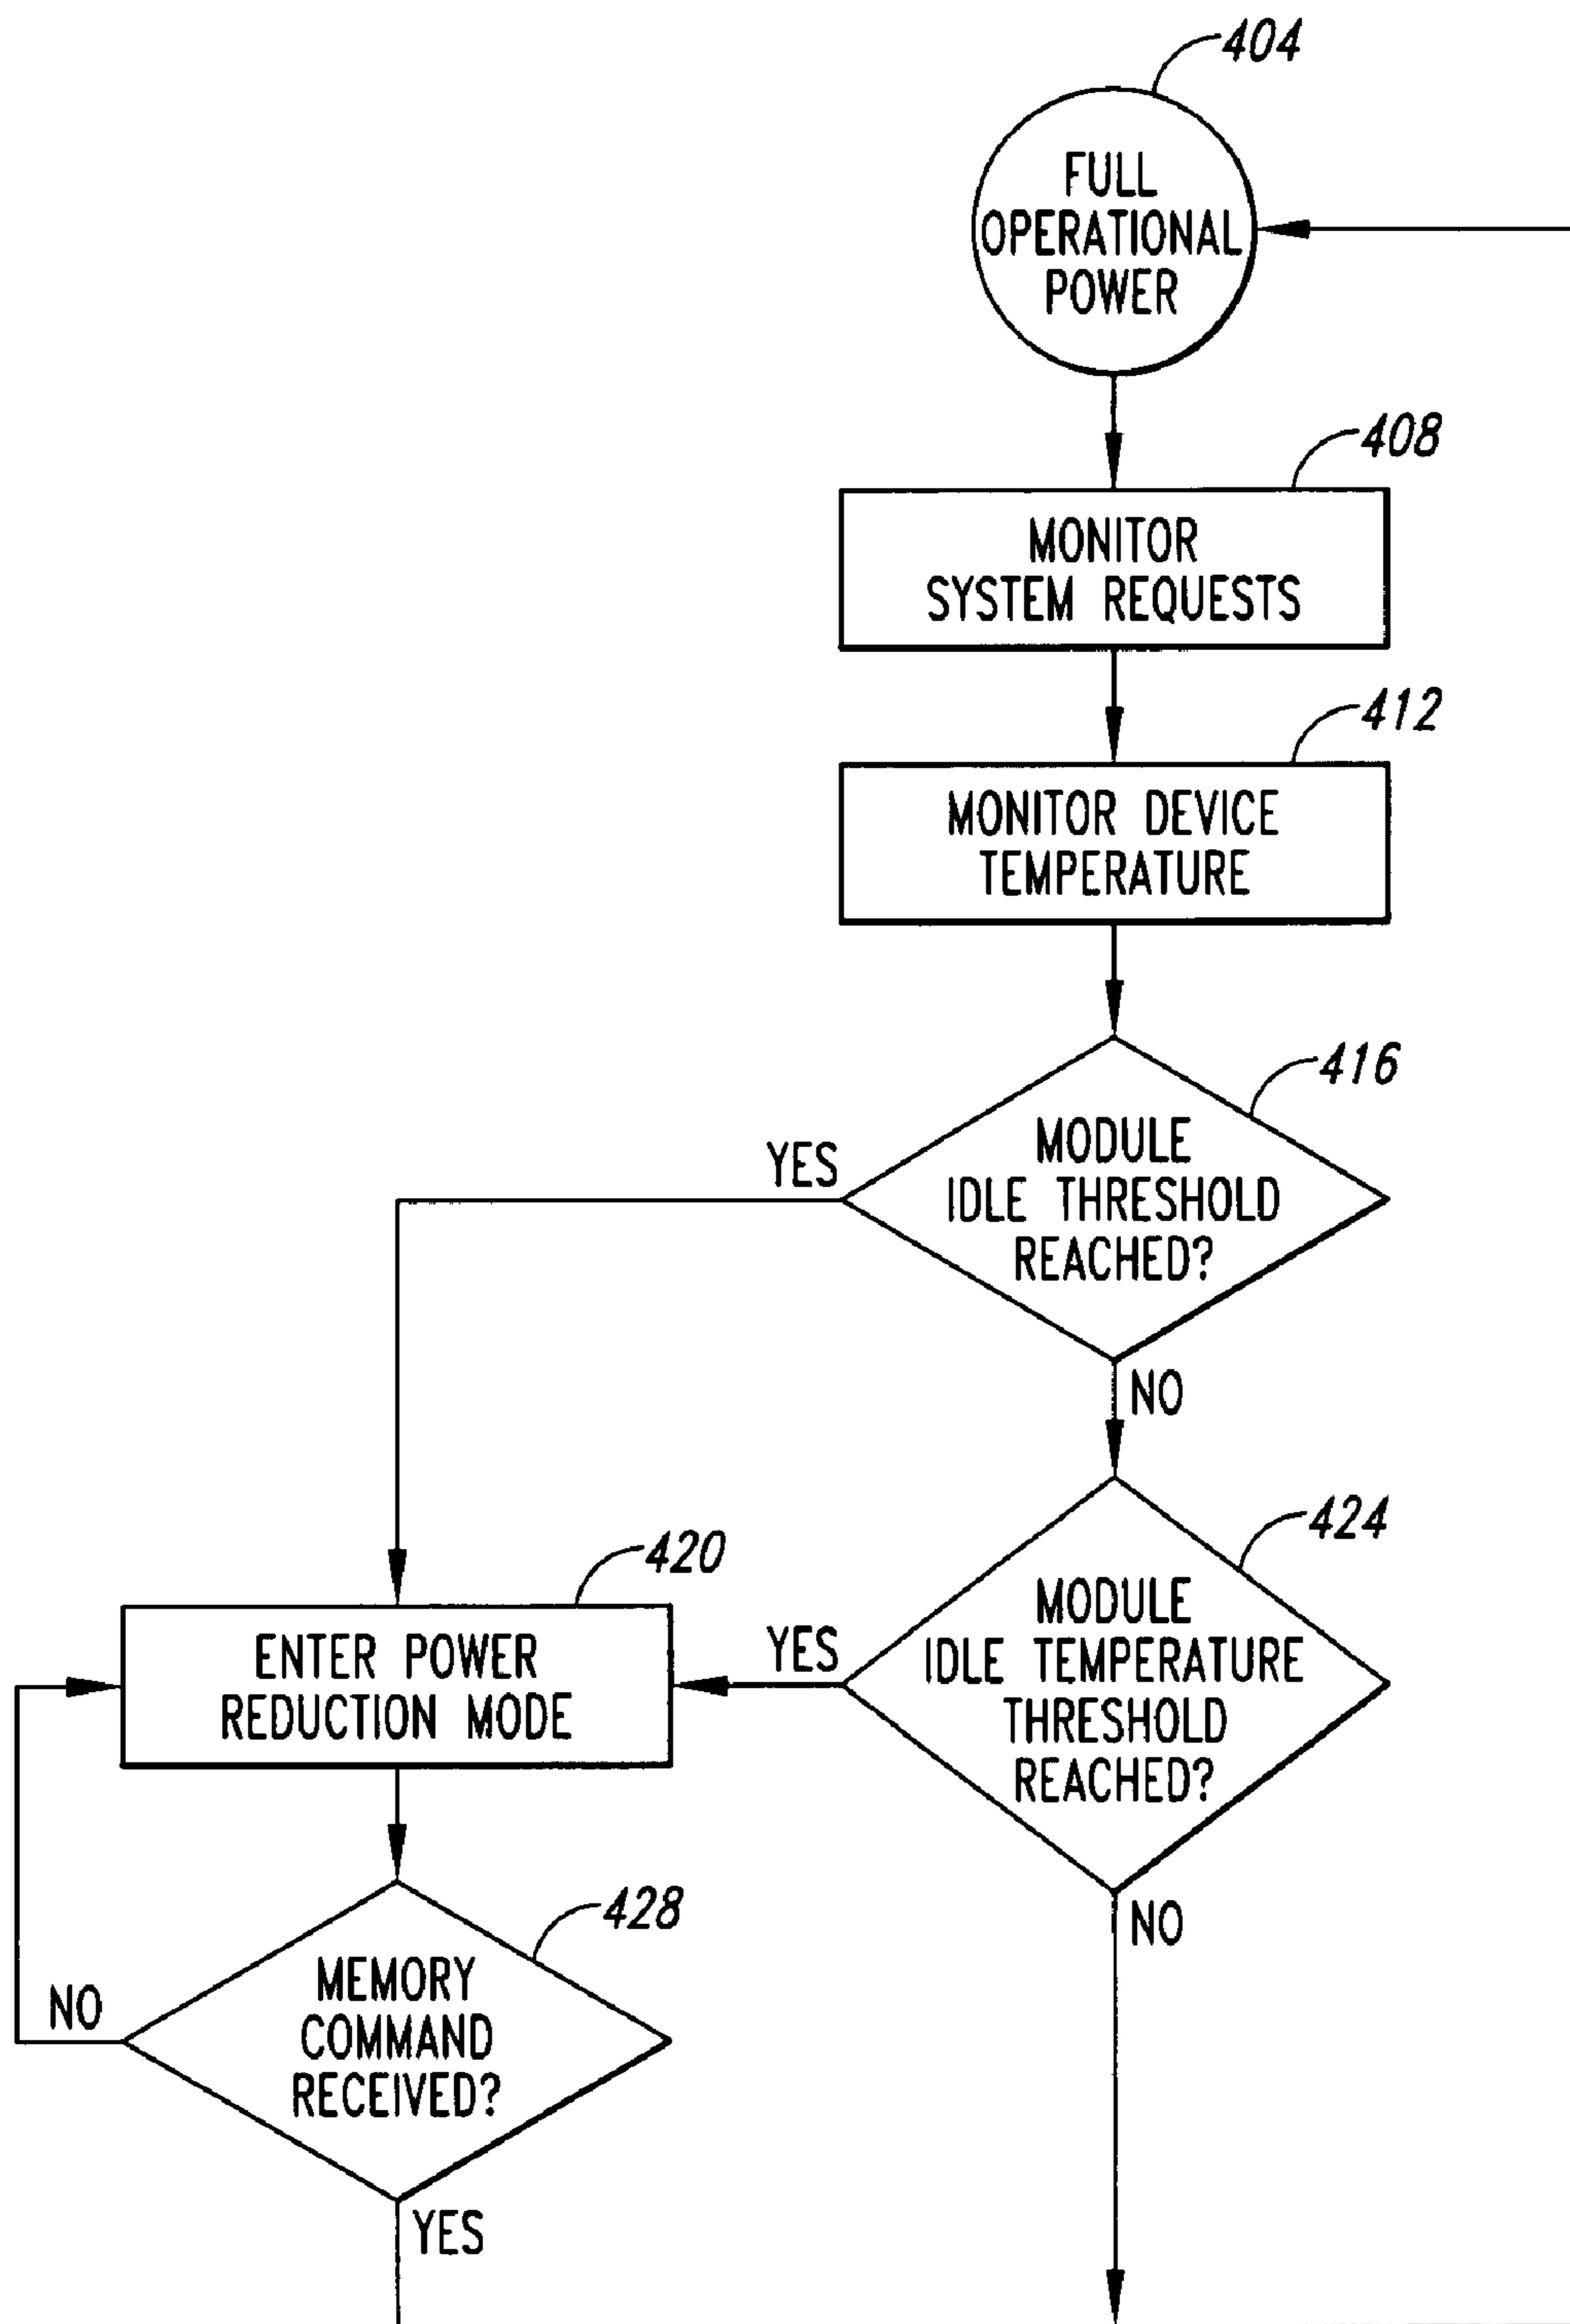 404
FULL
OPERATIONAL
POWER
408
MONITOR
SYSTEM REQUESTS
412
MONITOR DEVICE
TEMPERATURE
416
MODULE
IDLE THRESHOLD
REACHED?
YES
NO
424
MODULE
IDLE TEMPERATURE
THRESHOLD
REACHED?
YES
NO
420
ENTER POWER
REDUCTION MODE
428
MEMORY
COMMAND
RECEIVED?
NO
YES